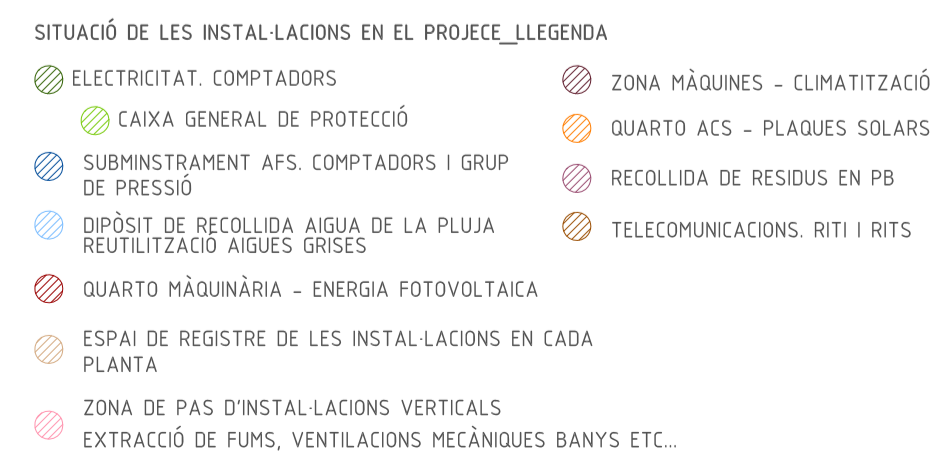 SITUACIÓ DE LES INSTAL·LACIONS EN EL PROJECE_LLEGENDA
ELECTRICITAT. COMPTADORS
CAIXA GENERAL DE PROTECCIÓ
SUBMINSTRAMENT AFS. COMPTADORS I GRUP
DE PRESSIÓ
DIPÒSIT DE RECOLLIDA AIGUA DE LA PLUJA
REUTILITZACIÓ AIGUES GRISES
QUARTO MÀQUINÀRIA - ENERGIA FOTOVOLTAICA
ESPAI DE REGISTRE DE LES INSTAL·LACIONS EN CADA
PLANTA
ZONA DE PAS D'INSTAL·LACIONS VERTICALS
EXTRACCIÓ DE FUMS, VENTILACIONS MECÀNIQUES BANYS ETC...
ZONA MÀQUINES - CLIMATITZACIÓ
QUARTO ACS - PLAQUES SOLARS
RECOLLIDA DE RESIDUS EN PB
TELECOMUNICACIONS. RITI I RITS